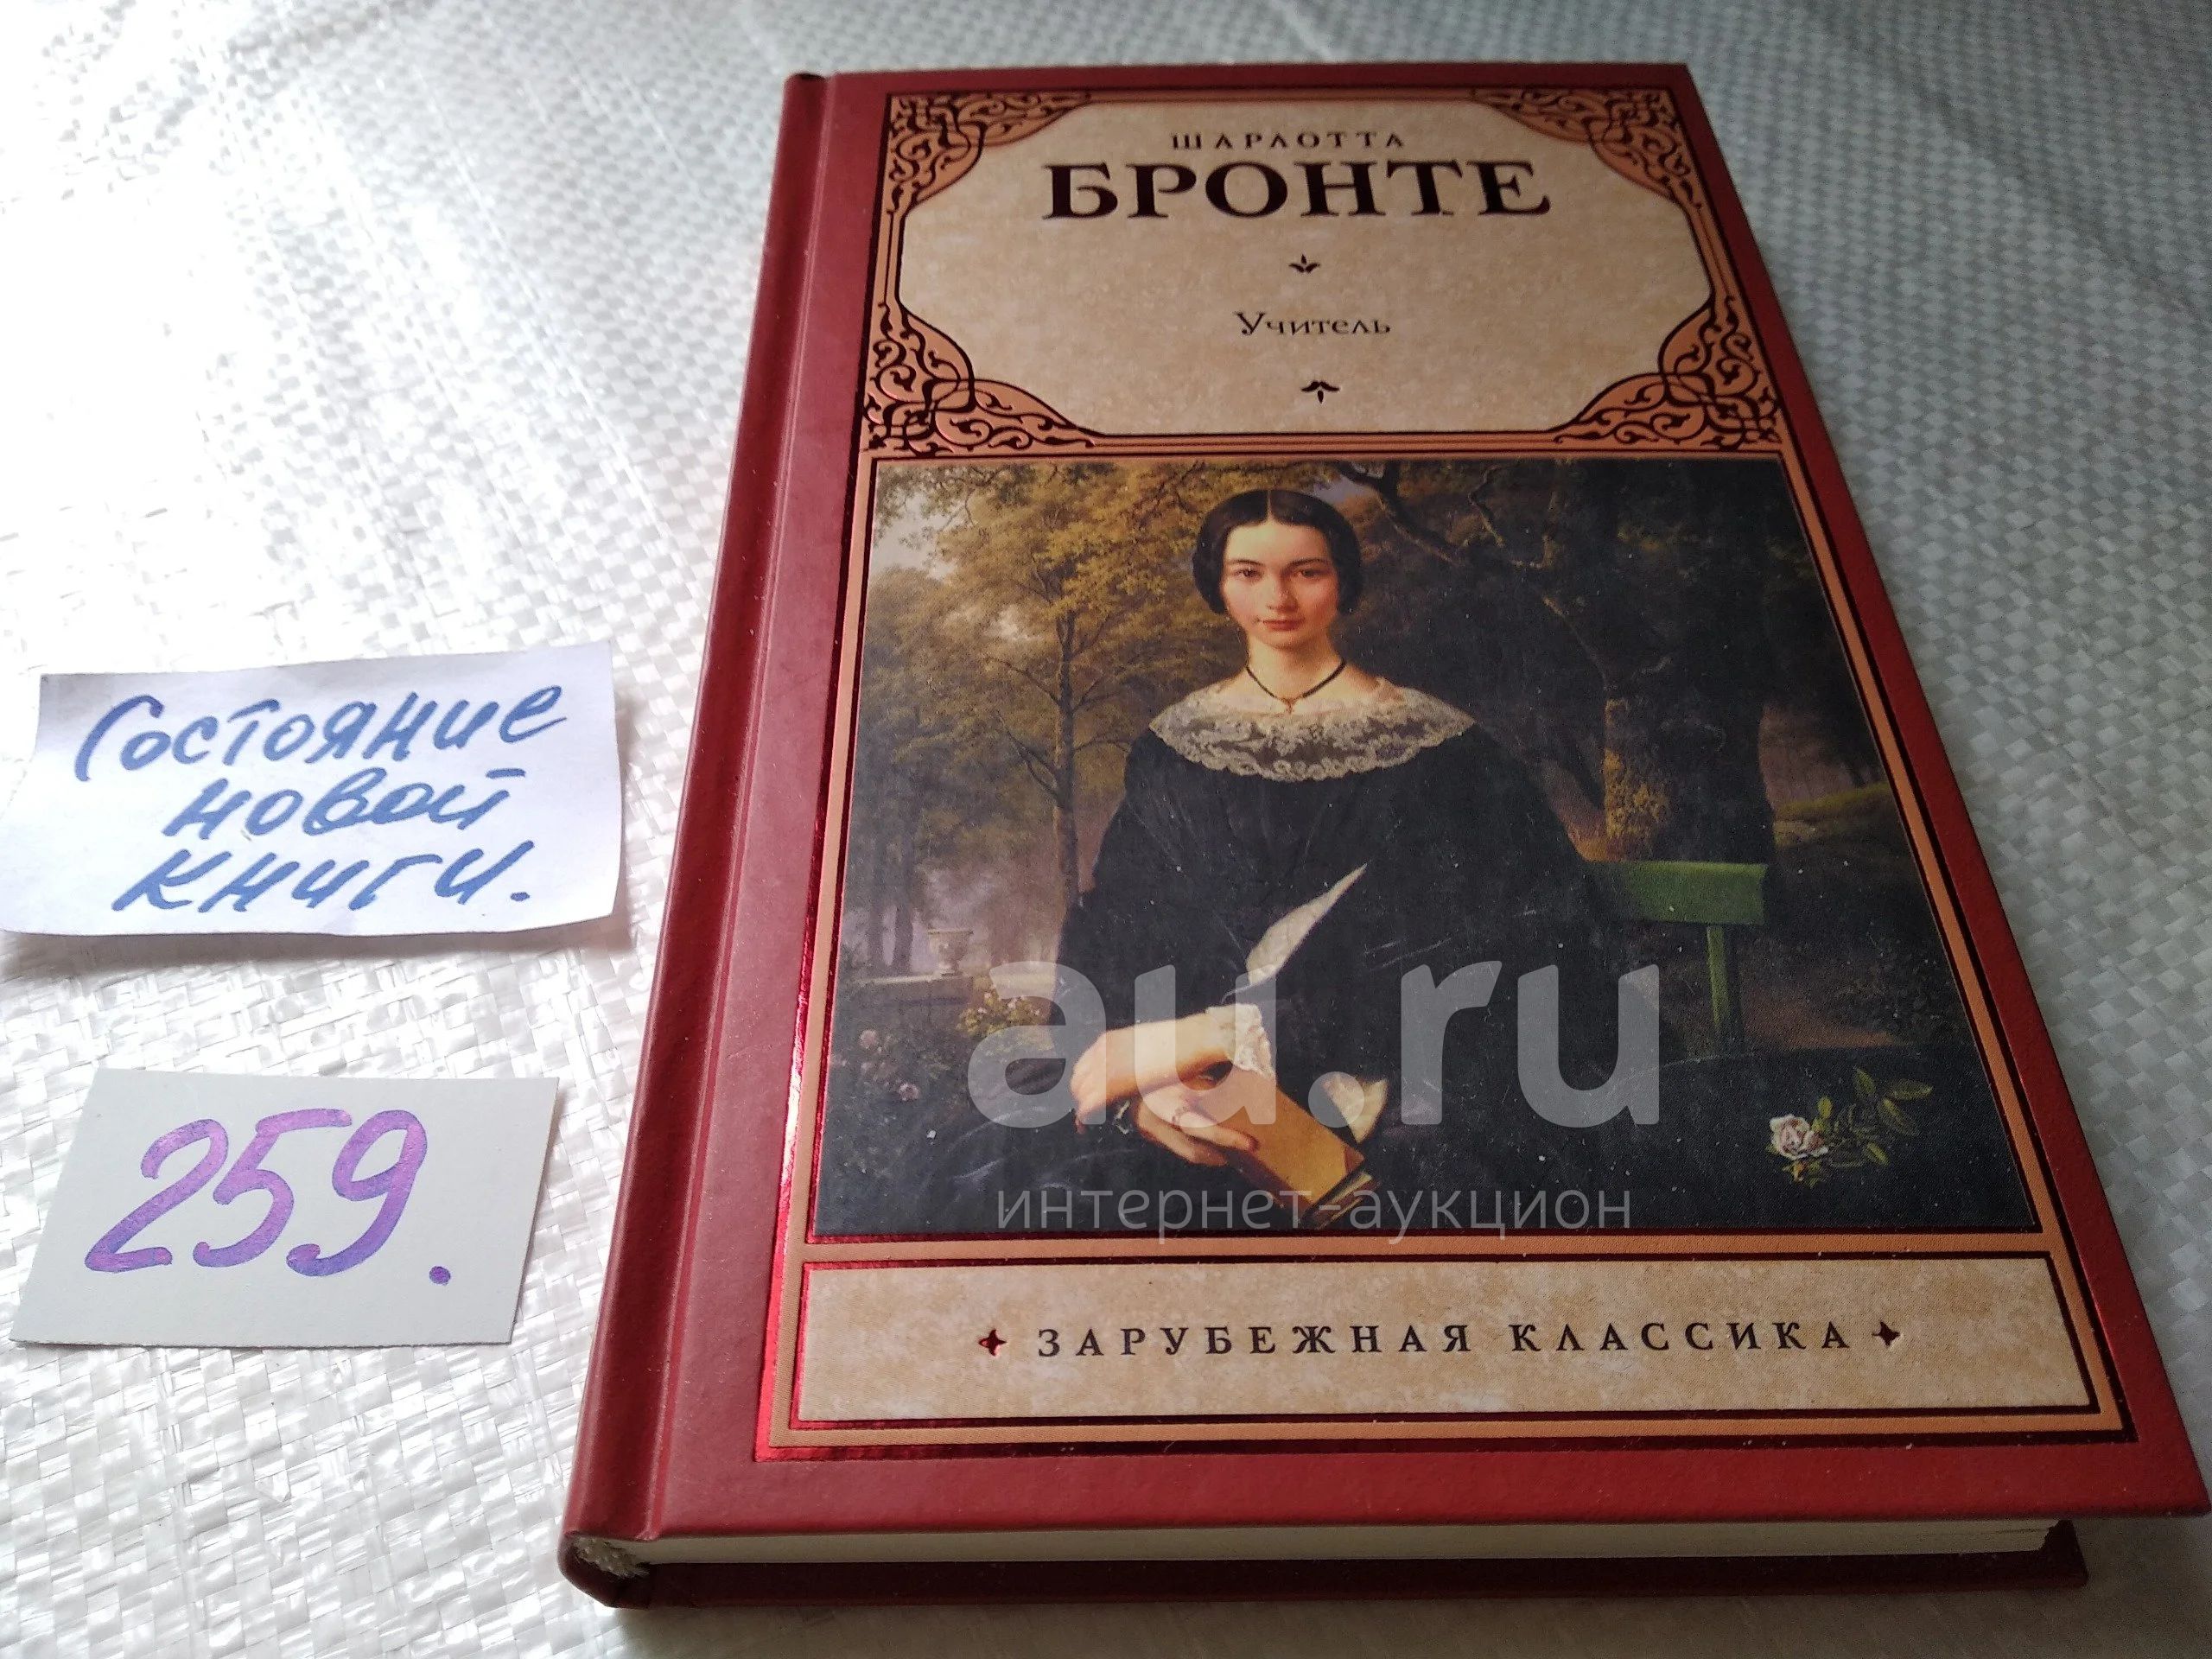 ШАРЛОТТА
БРОНТЕ
Учитель
Состояние
новой
книги.
259.
au.ru
интернет-аукцион
ЗАРУБЕЖНАЯ КЛАССИКА